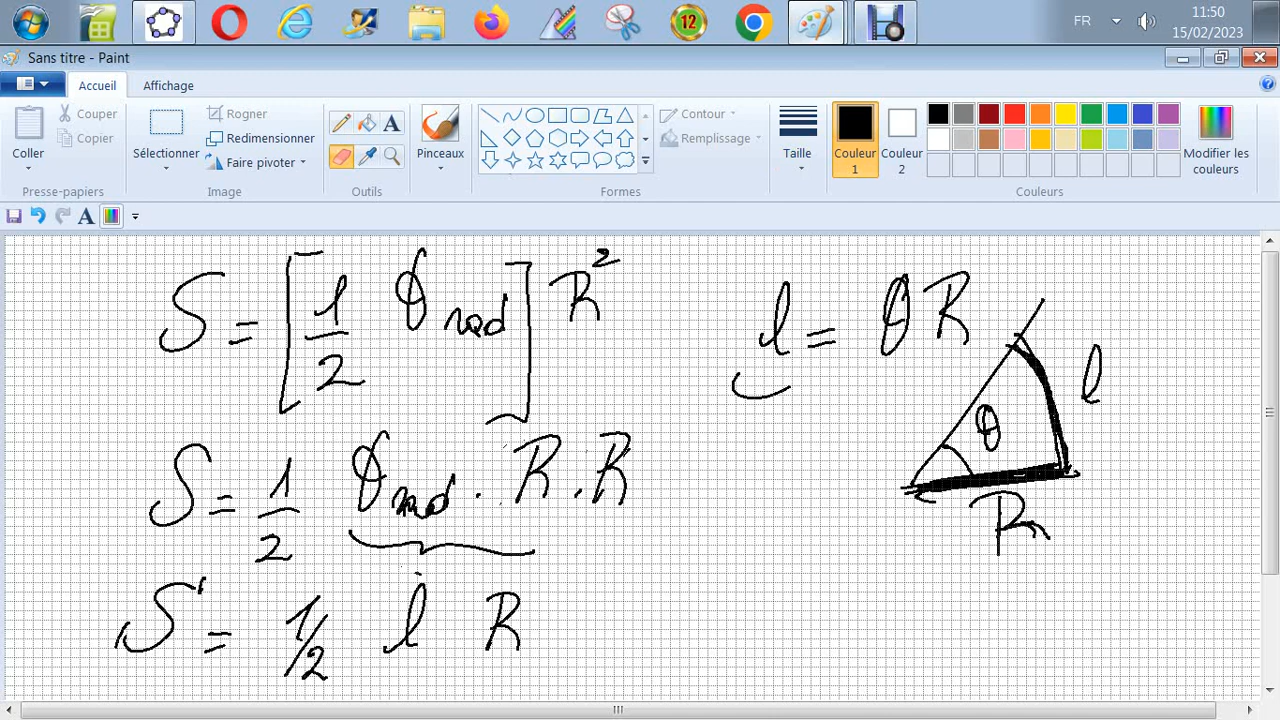 12
FR
11:50
15/02/2023
Sans titre - Paint
Accueil Affichage
Coller
Couper
Copier
Presse-papiers
Sélectionner
Rogner
Redimensionner
Faire pivoter
Image
A
Outils
Pinceaux
Contour
Remplissage
Formes
Taille
Couleur 1
Couleur 2
Modifier les couleurs
Couleurs
A
S = [1/2 θrad] R²
l = θR
θ
l
R
S = 1/2 θrad . R . R
S = 1/2 l R